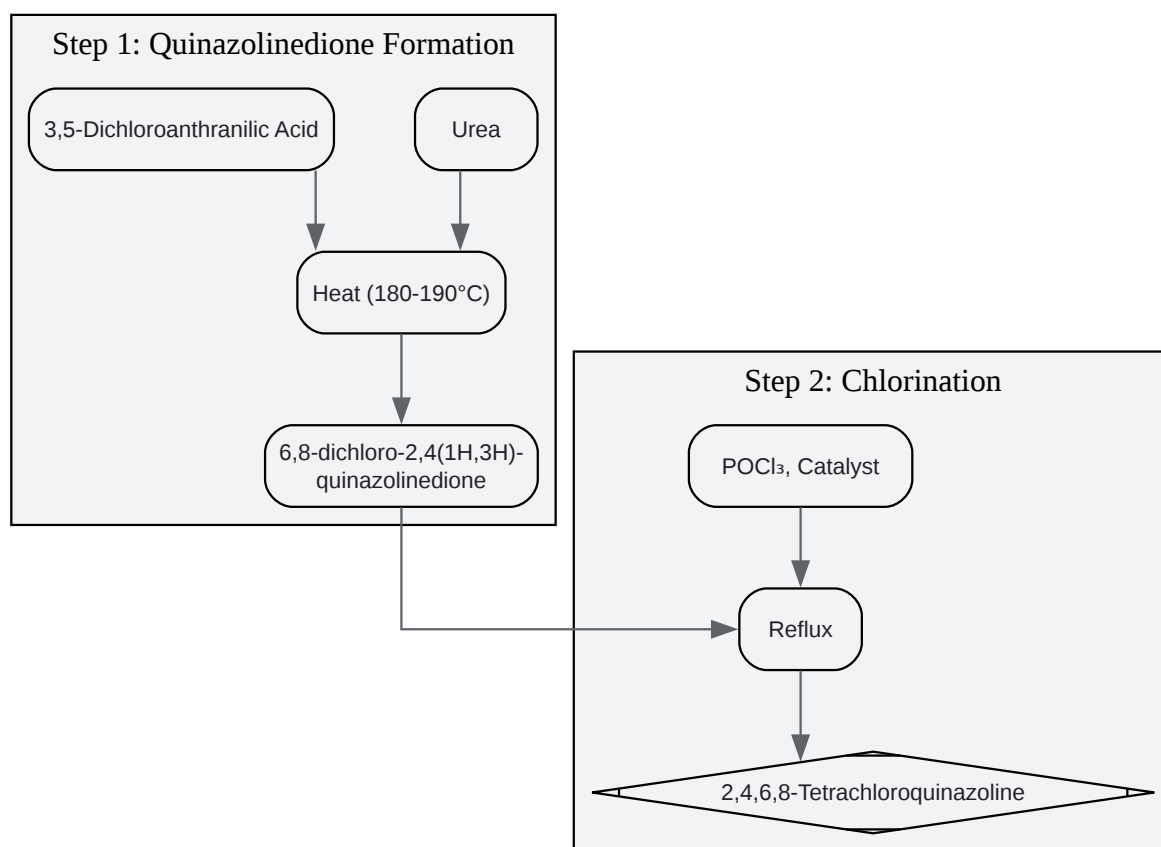 Step 1: Quinazolinedione Formation
3,5-Dichloroanthranilic Acid
Urea
Heat (180-190°C)
6,8-dichloro-2,4(1H,3H)-
quinazolinedione
Step 2: Chlorination
POCl₃, Catalyst
Reflux
2,4,6,8-Tetrachloroquinazoline